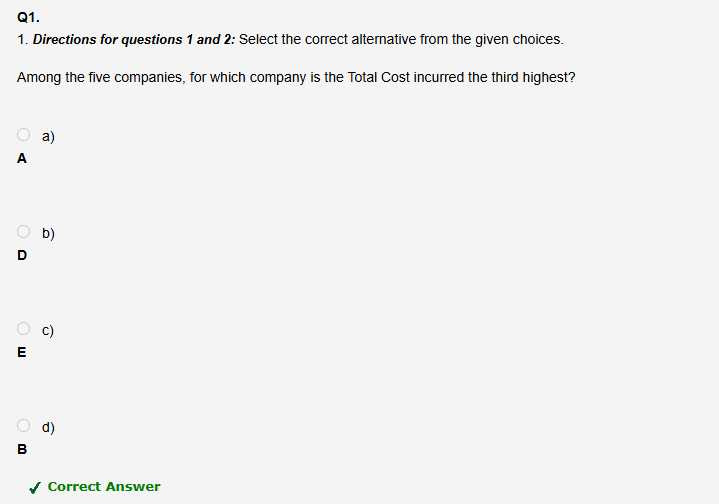 Q1.
1. Directions for questions 1 and 2: Select the correct alternative from the given choices.
Among the five companies, for which company is the Total Cost incurred the third highest?
a)
A
b)
D
c)
E
d)
B
✓ Correct Answer